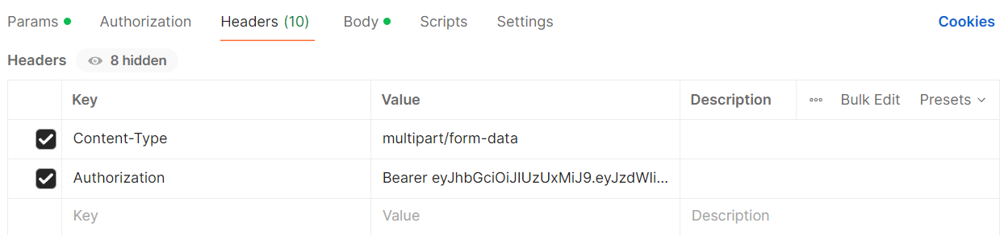 Params Authorization Headers (10) Body Scripts Settings Cookies
Headers 8 hidden
Key Value Description Bulk Edit Presets
Content-Type multipart/form-data
Authorization Bearer eyJhbGciOiJIUzUxMiJ9.eyJzdWIi...
Key Value Description